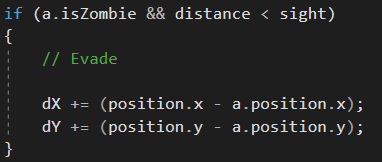 if (a.isZombie && distance < sight)
{
// Evade
dX += (position.x - a.position.x);
dY += (position.y - a.position.y);
}